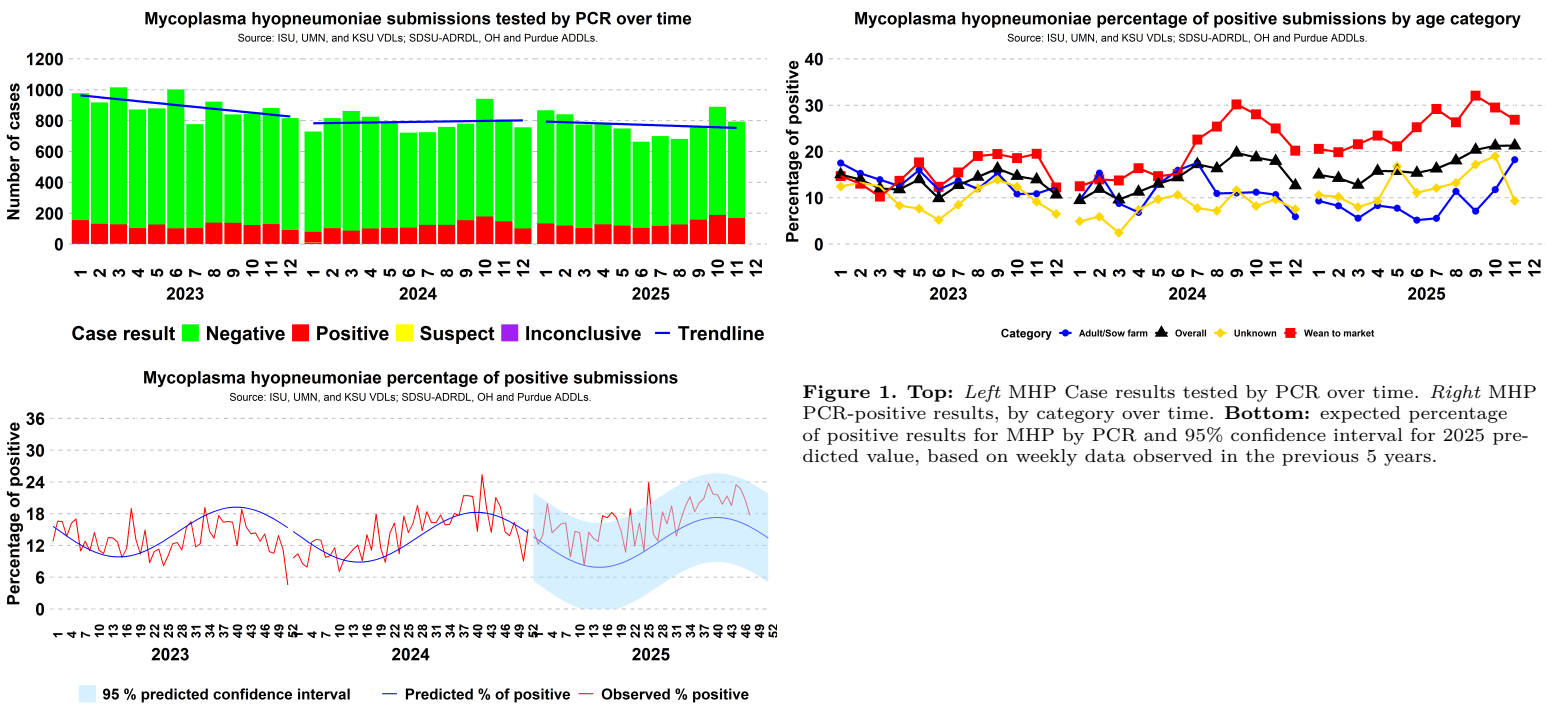 Mycoplasma hyopneumoniae submissions tested by PCR over time
Source: ISU, UMN, and KSU VDLs; SDSU-ADRDL, OH and Purdue ADDLs.
Number of cases
1200
1000
800
600
400
200
0
1 2 3 4 5 6 7 8 9 10 11 12 1 2 3 4 5 6 7 8 9 10 11 12 1 2 3 4 5 6 7 8 9 10 11 12
2023 2024 2025
Case result Negative Positive Suspect Inconclusive Trendline
Mycoplasma hyopneumoniae percentage of positive submissions by age category
Source: ISU, UMN, and KSU VDLs; SDSU-ADRDL, OH and Purdue ADDLs.
Percentage of positive
40
30
20
10
0
1 2 3 4 5 6 7 8 9 10 11 12 1 2 3 4 5 6 7 8 9 10 11 12 1 2 3 4 5 6 7 8 9 10 11 12
2023 2024 2025
Category Adult/Sow farm Overall Unknown Wean to market
Mycoplasma hyopneumoniae percentage of positive submissions
Source: ISU, UMN, and KSU VDLs; SDSU-ADRDL, OH and Purdue ADDLs.
Percentage of positive
36
30
24
18
12
6
0
1 4 7 10 13 16 19 22 25 28 31 34 37 40 43 46 49 52 1 4 7 10 13 16 19 22 25 28 31 34 37 40 43 46 49 52 1 4 7 10 13 16 19 22 25 28 31 34 37 40 43 46 49 52
2023 2024 2025
95 % predicted confidence interval Predicted % of positive Observed % positive
Figure 1. Top: Left MHP Case results tested by PCR over time. Right MHP
PCR-positive results, by category over time. Bottom: expected percentage
of positive results for MHP by PCR and 95% confidence interval for 2025 pre-
dicted value, based on weekly data observed in the previous 5 years.